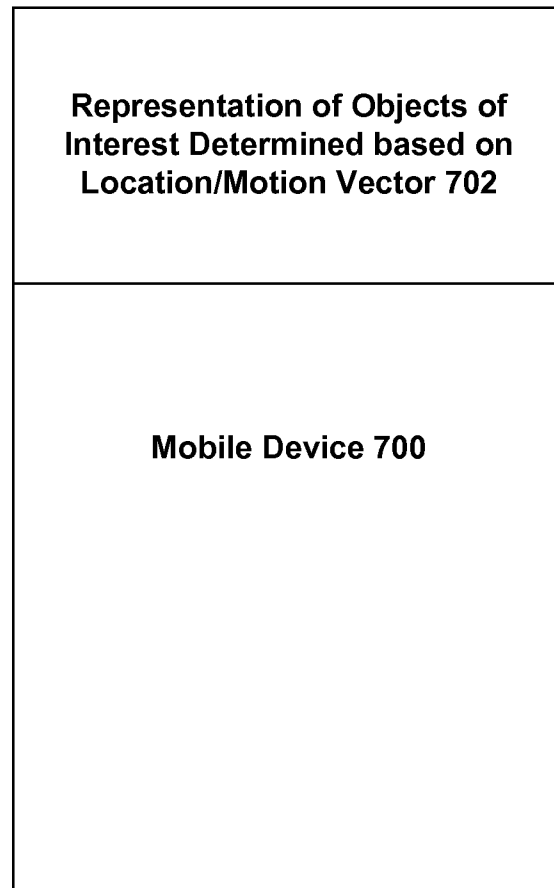 Representation of Objects of
Interest Determined based on
Location/Motion Vector 702
Mobile Device 700